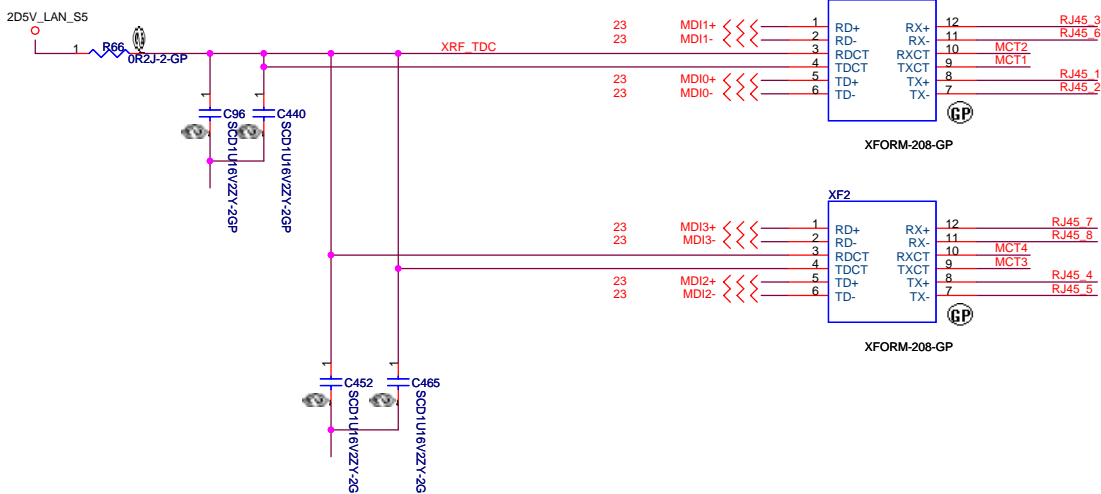 2D5V_LAN_S5
1 R66 2
0R2J-2-GP
XRF_TDC
1
C96
SCD1U16V2ZY-2GP
2
1
C440
SCD1U16V2ZY-2GP
2
23 MDI1+ 1 RD+ RX+ 12 RJ45_3
23 MDI1- 2 RD- RX- 11 RJ45_6
3 RDCT RXCT 10 MCT2
4 TDCT TXCT 9 MCT1
23 MDI0+ 5 TD+ TX+ 8 RJ45_1
23 MDI0- 6 TD- TX- 7 RJ45_2
GP
XFORM-208-GP
XF2
23 MDI3+ 1 RD+ RX+ 12 RJ45_7
23 MDI3- 2 RD- RX- 11 RJ45_8
3 RDCT RXCT 10 MCT4
4 TDCT TXCT 9 MCT3
23 MDI2+ 5 TD+ TX+ 8 RJ45_4
23 MDI2- 6 TD- TX- 7 RJ45_5
GP
XFORM-208-GP
1
C452
SCD1U16V2ZY-2G
2
1
C465
SCD1U16V2ZY-2G
2